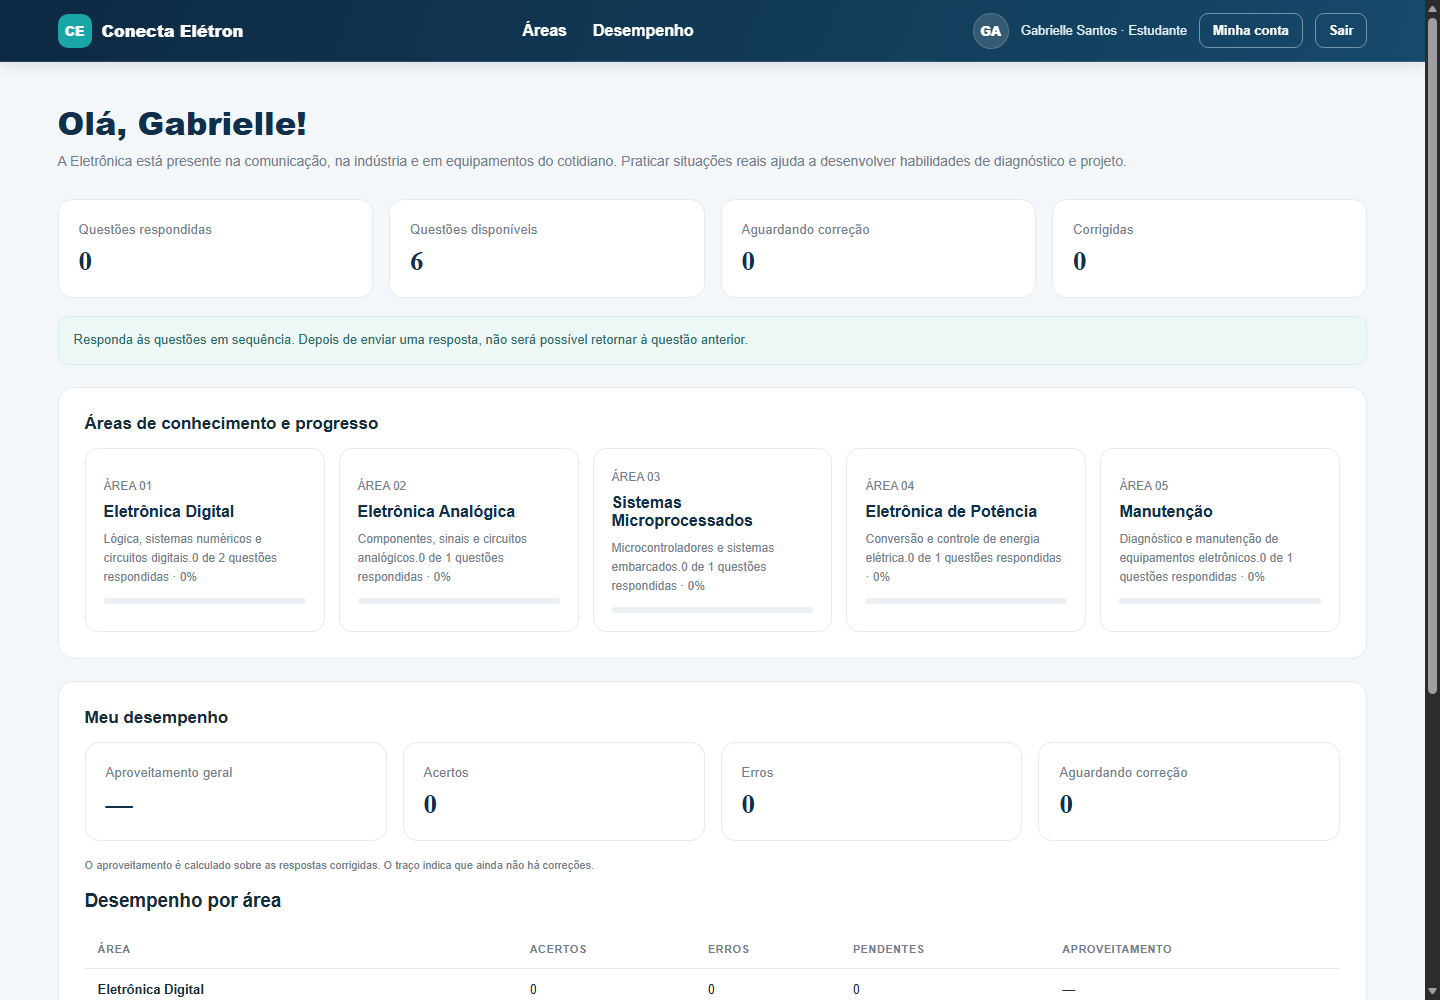 CE Conecta Elétron Áreas Desempenho GA Gabrielle Santos · Estudante Minha conta Sair
Olá, Gabrielle!
A Eletrônica está presente na comunicação, na indústria e em equipamentos do cotidiano. Praticar situações reais ajuda a desenvolver habilidades de diagnóstico e projeto.
Questões respondidas
0
Questões disponíveis
6
Aguardando correção
0
Corrigidas
0
Responda às questões em sequência. Depois de enviar uma resposta, não será possível retornar à questão anterior.
Áreas de conhecimento e progresso
ÁREA 01
Eletrônica Digital
Lógica, sistemas numéricos e
circuitos digitais.0 de 2 questões
respondidas · 0%
ÁREA 02
Eletrônica Analógica
Componentes, sinais e circuitos
analógicos.0 de 1 questões
respondidas · 0%
ÁREA 03
Sistemas
Microprocessados
Microcontroladores e sistemas
embarcados.0 de 1 questões
respondidas · 0%
ÁREA 04
Eletrônica de Potência
Conversão e controle de energia
elétrica.0 de 1 questões respondidas
· 0%
ÁREA 05
Manutenção
Diagnóstico e manutenção de
equipamentos eletrônicos.0 de 1
questões respondidas · 0%
Meu desempenho
Aproveitamento geral
—
Acertos
0
Erros
0
Aguardando correção
0
O aproveitamento é calculado sobre as respostas corrigidas. O traço indica que ainda não há correções.
Desempenho por área
ÁREA ACERTOS ERROS PENDENTES APROVEITAMENTO
Eletrônica Digital 0 0 0 —